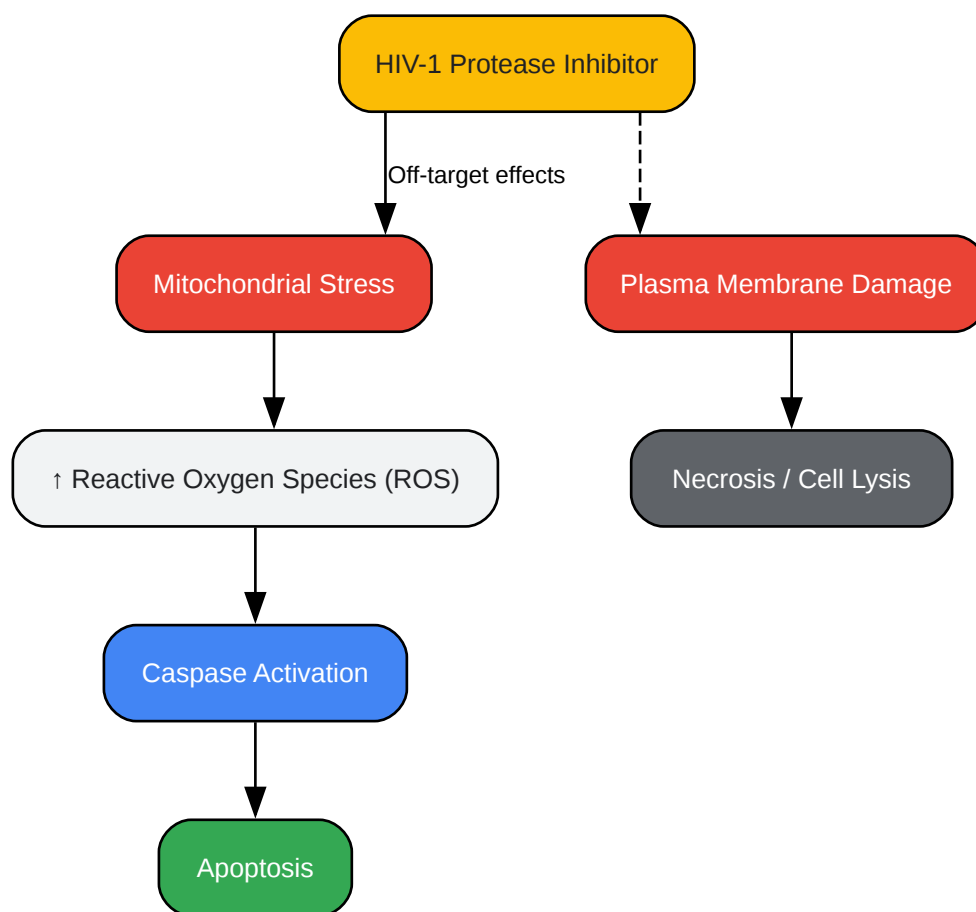 HIV-1 Protease Inhibitor
Off-target effects
Mitochondrial Stress
Plasma Membrane Damage
↑ Reactive Oxygen Species (ROS)
Necrosis / Cell Lysis
Caspase Activation
Apoptosis